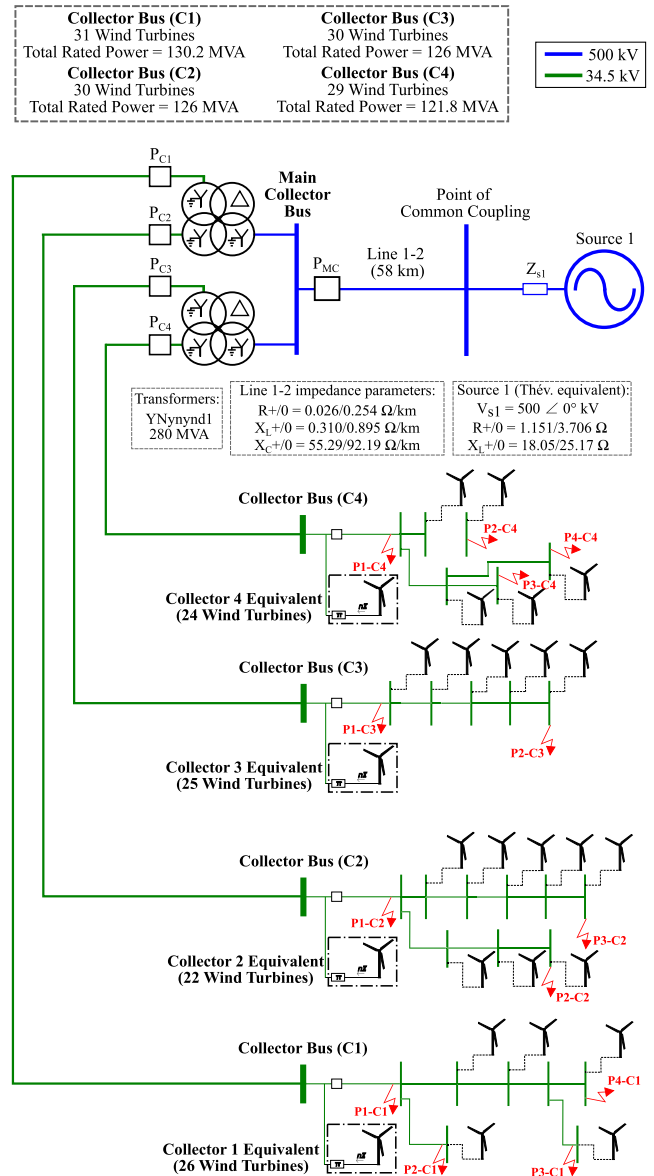 Collector Bus (C1)
31 Wind Turbines
Total Rated Power = 130.2 MVA
Collector Bus (C2)
30 Wind Turbines
Total Rated Power = 126 MVA
Collector Bus (C3)
30 Wind Turbines
Total Rated Power = 126 MVA
Collector Bus (C4)
29 Wind Turbines
Total Rated Power = 121.8 MVA
500 kV
34.5 kV
PC1
PC2
PC3
PC4
Main
Collector
Bus
PMC
Line 1-2
(58 km)
Point of
Common Coupling
Zs1
Source 1
Transformers:
YNynynd1
280 MVA
Line 1-2 impedance parameters:
R+/0 = 0.026/0.254 Ω/km
XL+/0 = 0.310/0.895 Ω/km
XC+/0 = 55.29/92.19 Ω/km
Source 1 (Thév. equivalent):
VS1 = 500 ∠ 0° kV
R+/0 = 1.151/3.706 Ω
XL+/0 = 18.05/25.17 Ω
Collector Bus (C4)
P1-C4
P2-C4
P4-C4
P3-C4
Collector 4 Equivalent
(24 Wind Turbines)
π
Collector Bus (C3)
P1-C3
P2-C3
Collector 3 Equivalent
(25 Wind Turbines)
π
Collector Bus (C2)
P1-C2
P3-C2
P2-C2
Collector 2 Equivalent
(22 Wind Turbines)
π
Collector Bus (C1)
P4-C1
P1-C1
P2-C1
P3-C1
Collector 1 Equivalent
(26 Wind Turbines)
π